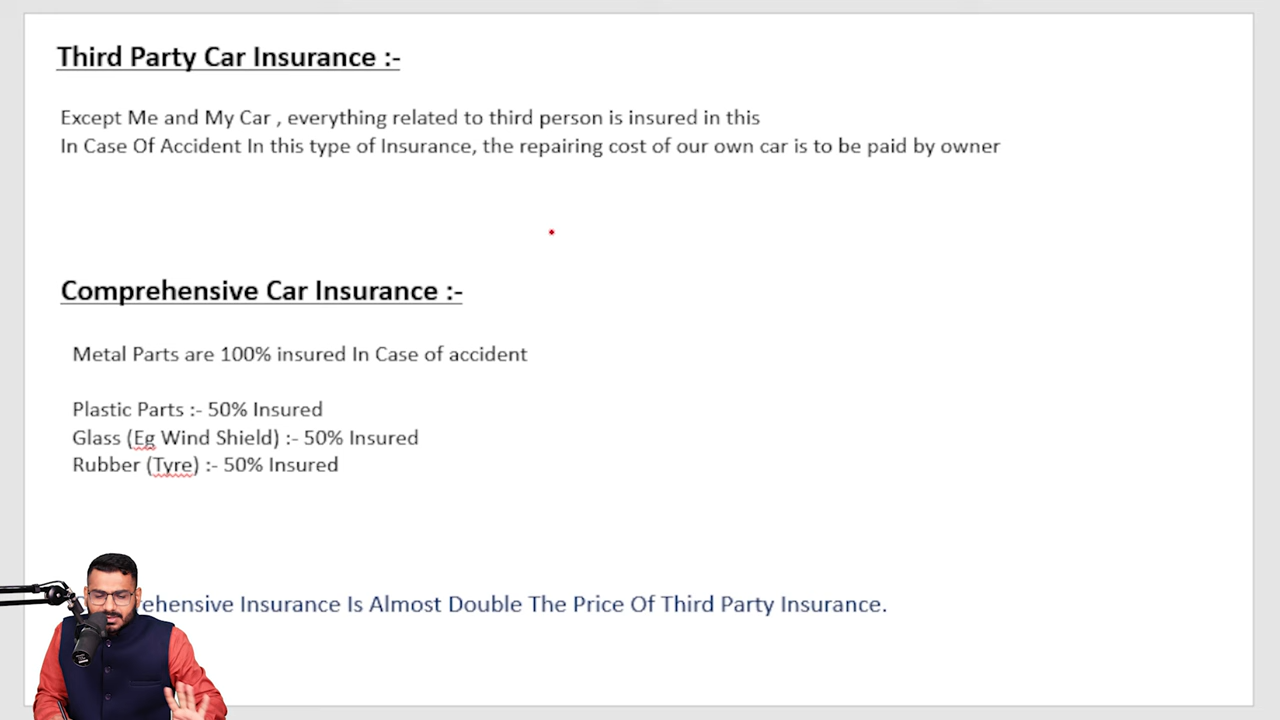 Third Party Car Insurance :-
Except Me and My Car , everything related to third person is insured in this
In Case Of Accident In this type of Insurance, the repairing cost of our own car is to be paid by owner
Comprehensive Car Insurance :-
Metal Parts are 100% insured In Case of accident
Plastic Parts :- 50% Insured
Glass (Eg Wind Shield) :- 50% Insured
Rubber (Tyre) :- 50% Insured
Insurance Is Almost Double The Price Of Third Party Insurance.